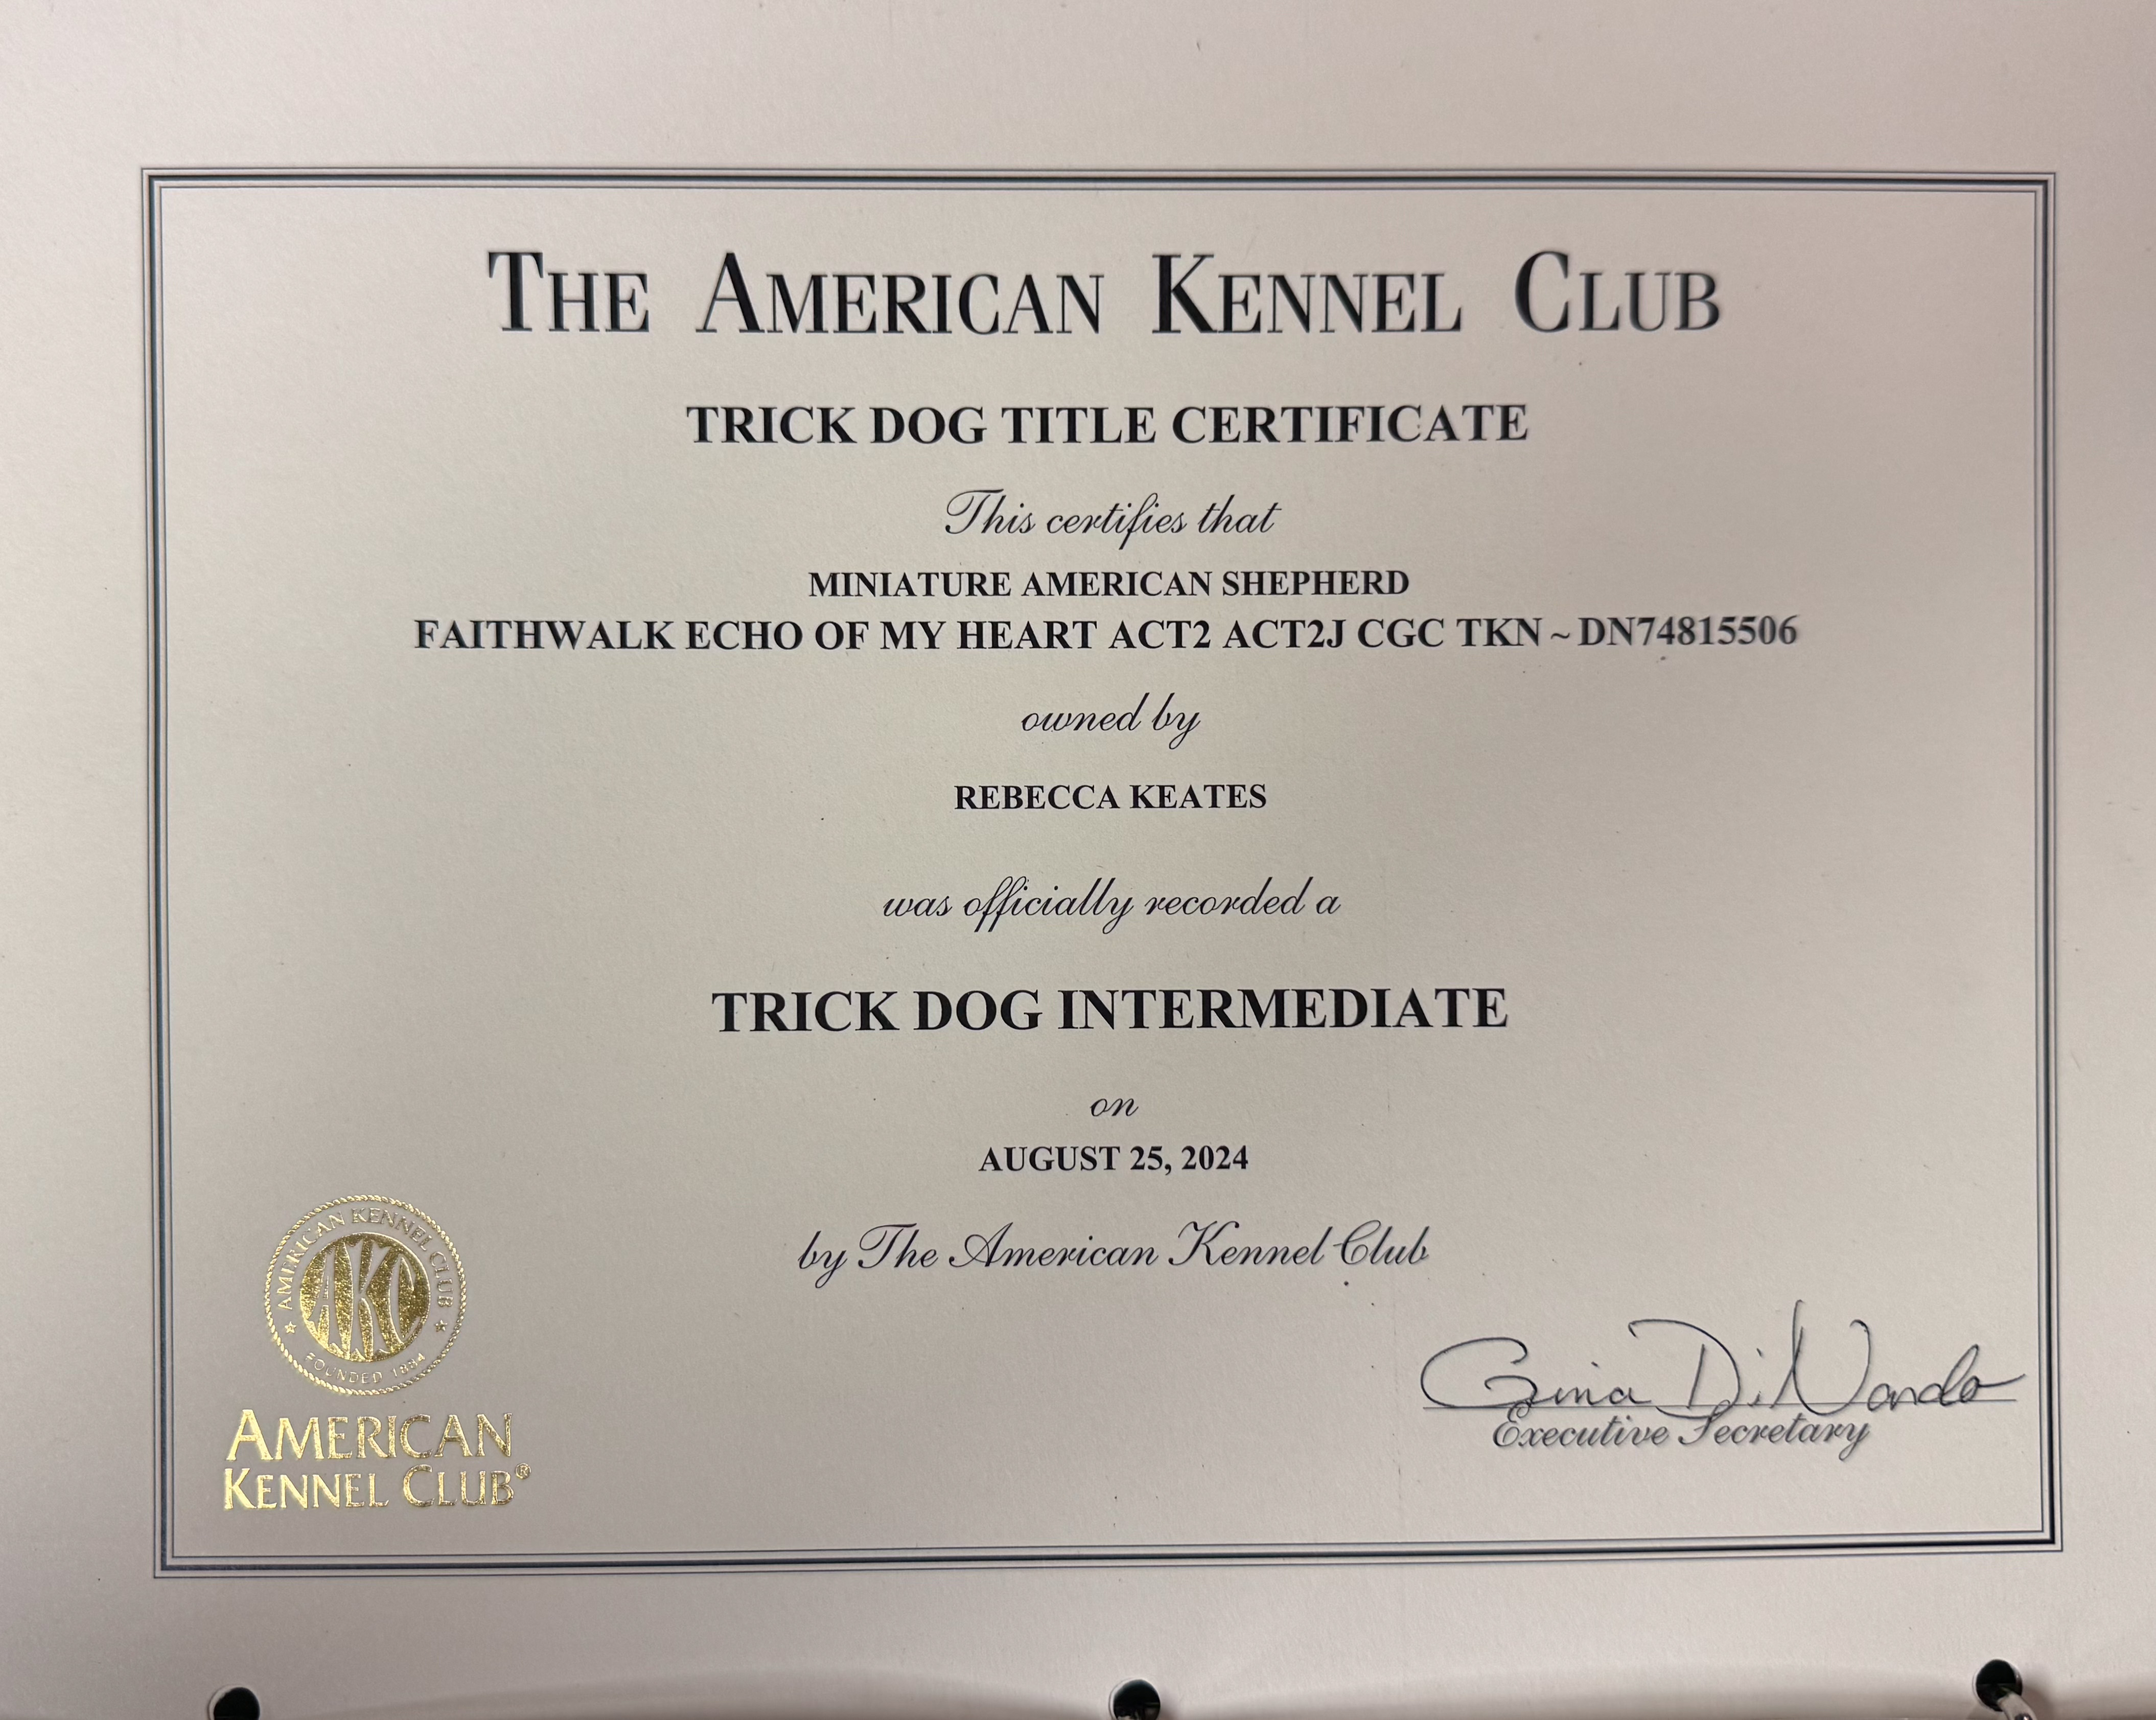 THE AMERICAN KENNEL CLUB
TRICK DOG TITLE CERTIFICATE
This certifies that
MINIATURE AMERICAN SHEPHERD
FAITHWALK ECHO OF MY HEART ACT2 ACT2J CGC TKN ~ DN74815506
owned by
REBECCA KEATES
was officially recorded a
TRICK DOG INTERMEDIATE
on
AUGUST 25, 2024
by The American Kennel Club
AMERICAN KENNEL CLUB
AKC
FOUNDED 1884
AMERICAN
KENNEL CLUB®
Gina DiNardo
Executive Secretary